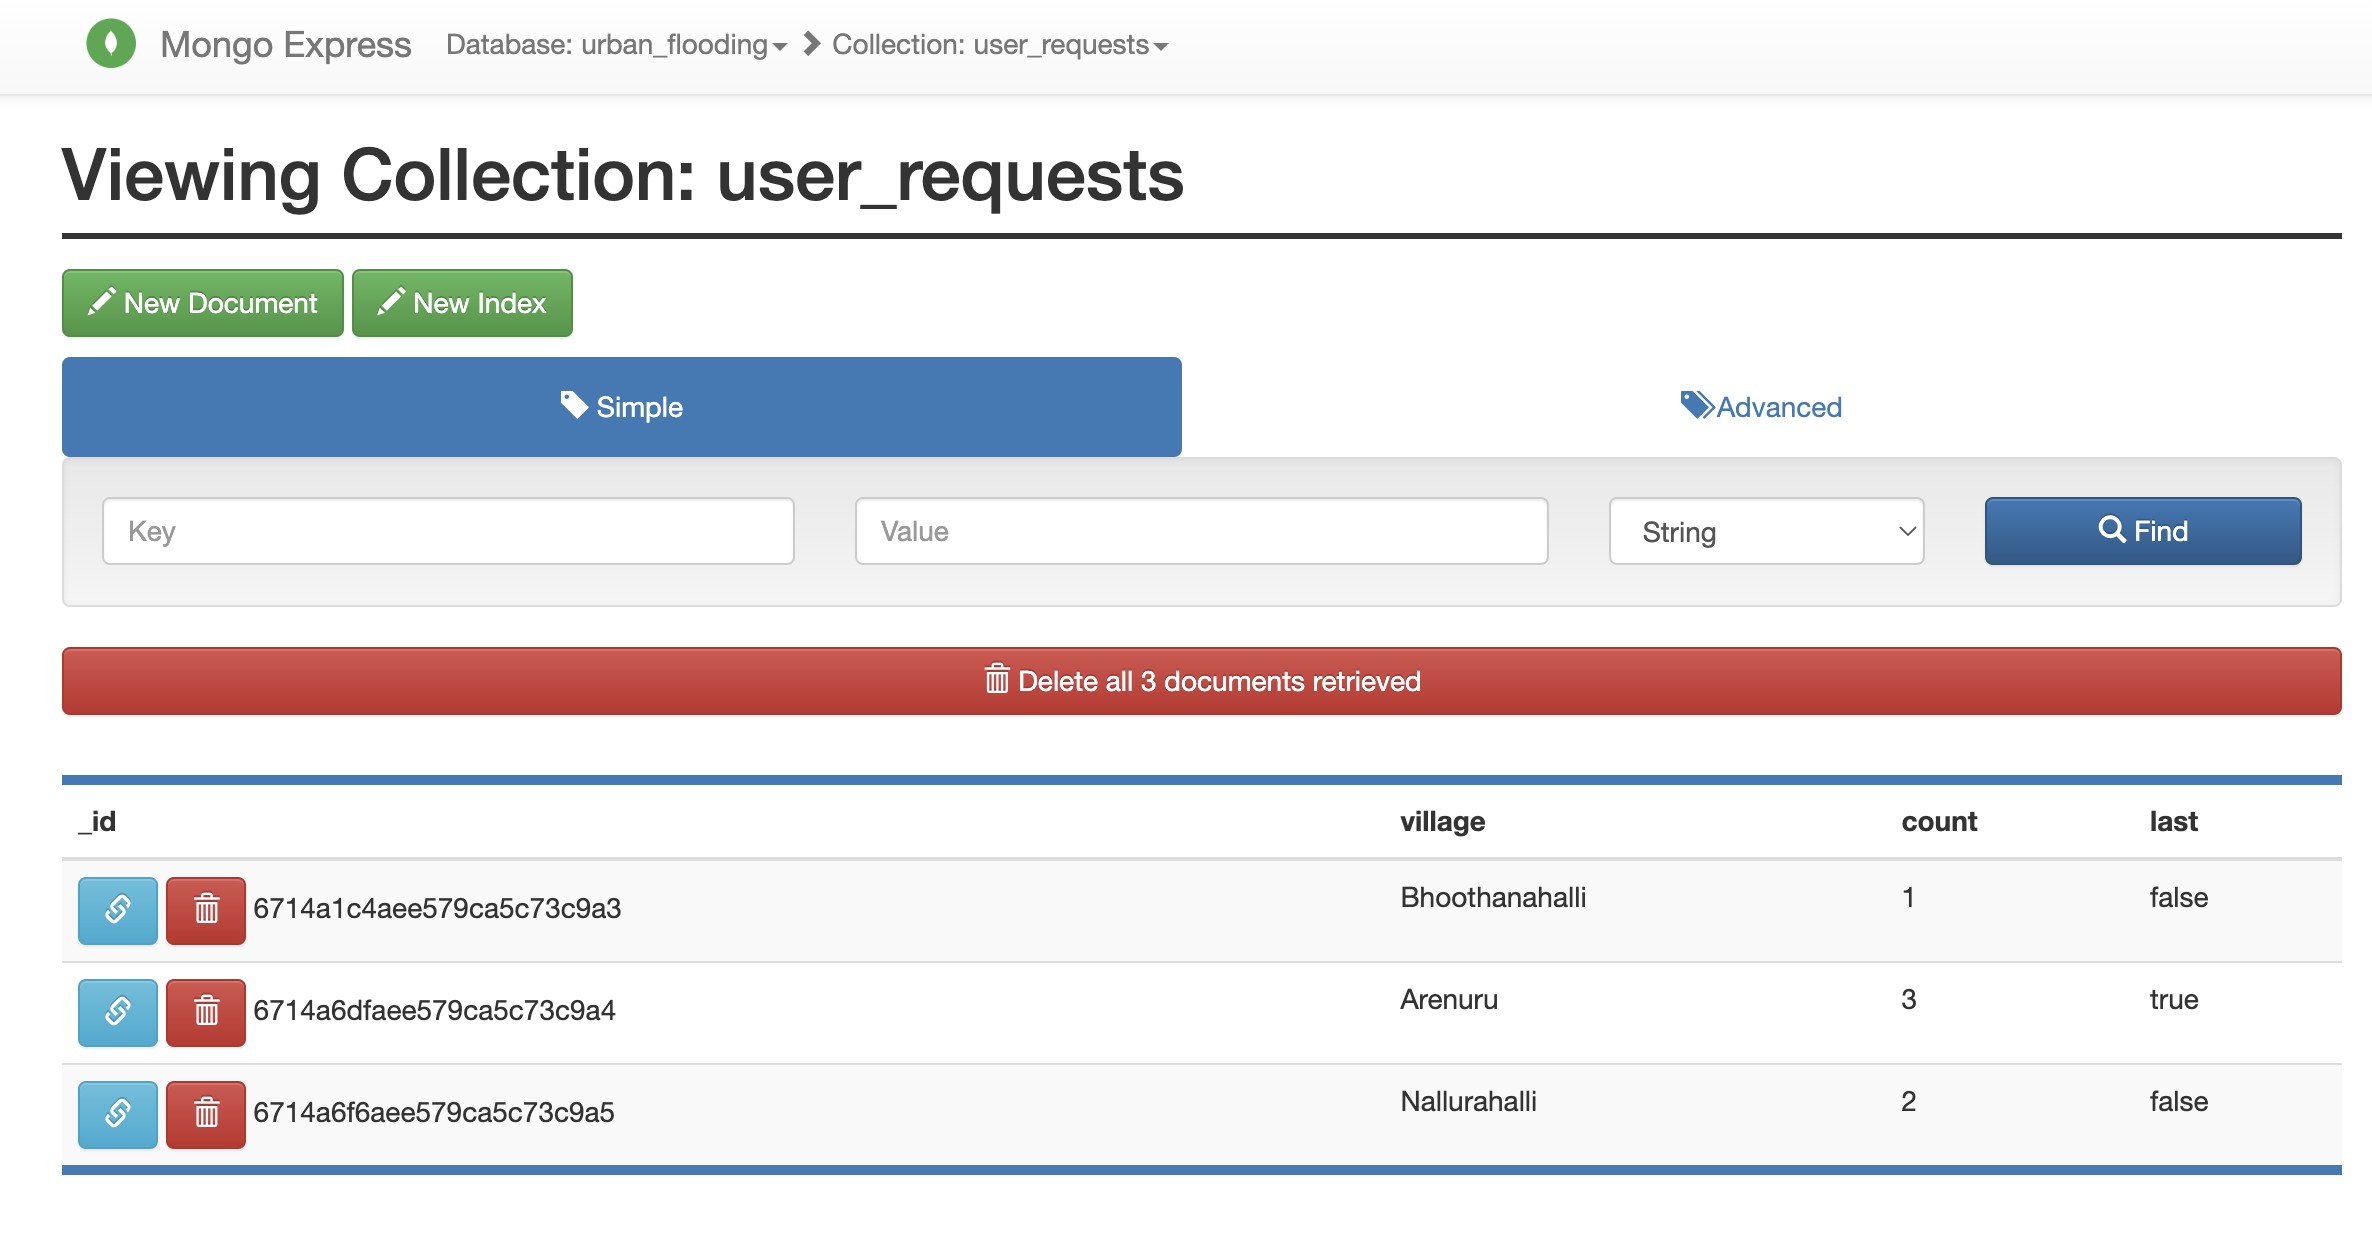 Mongo Express Database: urban_flooding Collection: user_requests
Viewing Collection: user_requests
New Document New Index
Simple Advanced
Key Value String Find
Delete all 3 documents retrieved
_id village count last
6714a1c4aee579ca5c73c9a3 Bhoothanahalli 1 false
6714a6dfaee579ca5c73c9a4 Arenuru 3 true
6714a6f6aee579ca5c73c9a5 Nallurahalli 2 false